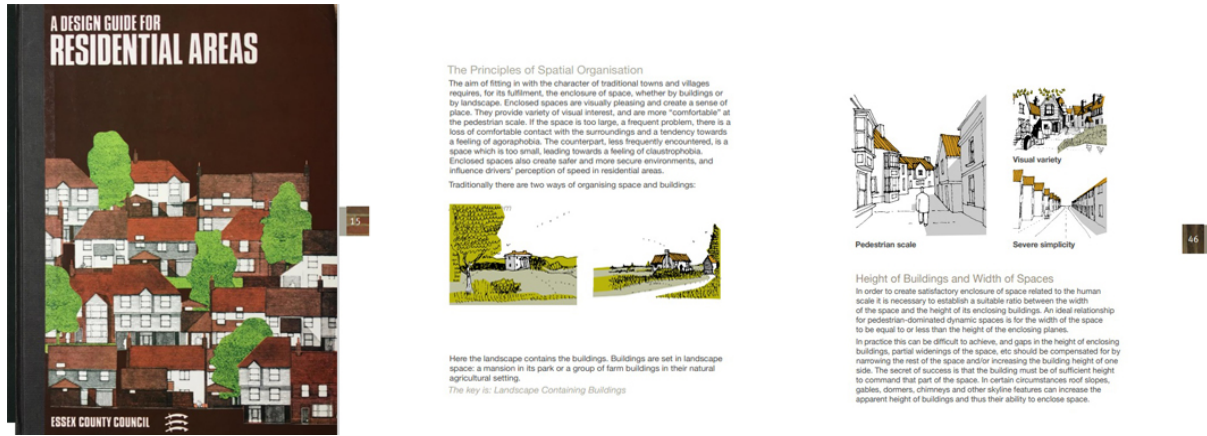 A DESIGN GUIDE FOR
RESIDENTIAL AREAS
ESSEX COUNTY COUNCIL
15
The Principles of Spatial Organisation
The aim of fitting in with the character of traditional towns and villages
requires, for its fulfilment, the enclosure of space, whether by buildings or
by landscape. Enclosed spaces are visually pleasing and create a sense of
place. They provide variety of visual interest, and are more “comfortable” at
the pedestrian scale. If the space is too large, a frequent problem, there is a
loss of comfortable contact with the surroundings and a tendency towards
a feeling of agoraphobia. The counterpart, less frequently encountered, is a
space which is too small, leading towards a feeling of claustrophobia.
Enclosed spaces also create safer and more secure environments, and
influence drivers' perception of speed in residential areas.
Traditionally there are two ways of organising space and buildings:
Here the landscape contains the buildings. Buildings are set in landscape
space: a mansion in its park or a group of farm buildings in their natural
agricultural setting.
The key is: Landscape Containing Buildings
Visual variety
Pedestrian scale
Severe simplicity
46
Height of Buildings and Width of Spaces
In order to create satisfactory enclosure of space related to the human
scale it is necessary to establish a suitable ratio between the width
of the space and the height of its enclosing buildings. An ideal relationship
for pedestrian-dominated dynamic spaces is for the width of the space
to be equal to or less than the height of the enclosing planes.
In practice this can be difficult to achieve, and gaps in the height of enclosing
buildings, partial widenings of the space, etc should be compensated for by
narrowing the rest of the space and/or increasing the building height of one
side. The secret of success is that the building must be of sufficient height
to command that part of the space. In certain circumstances roof slopes,
gables, dormers, chimneys and other skyline features can increase the
apparent height of buildings and thus their ability to enclose space.